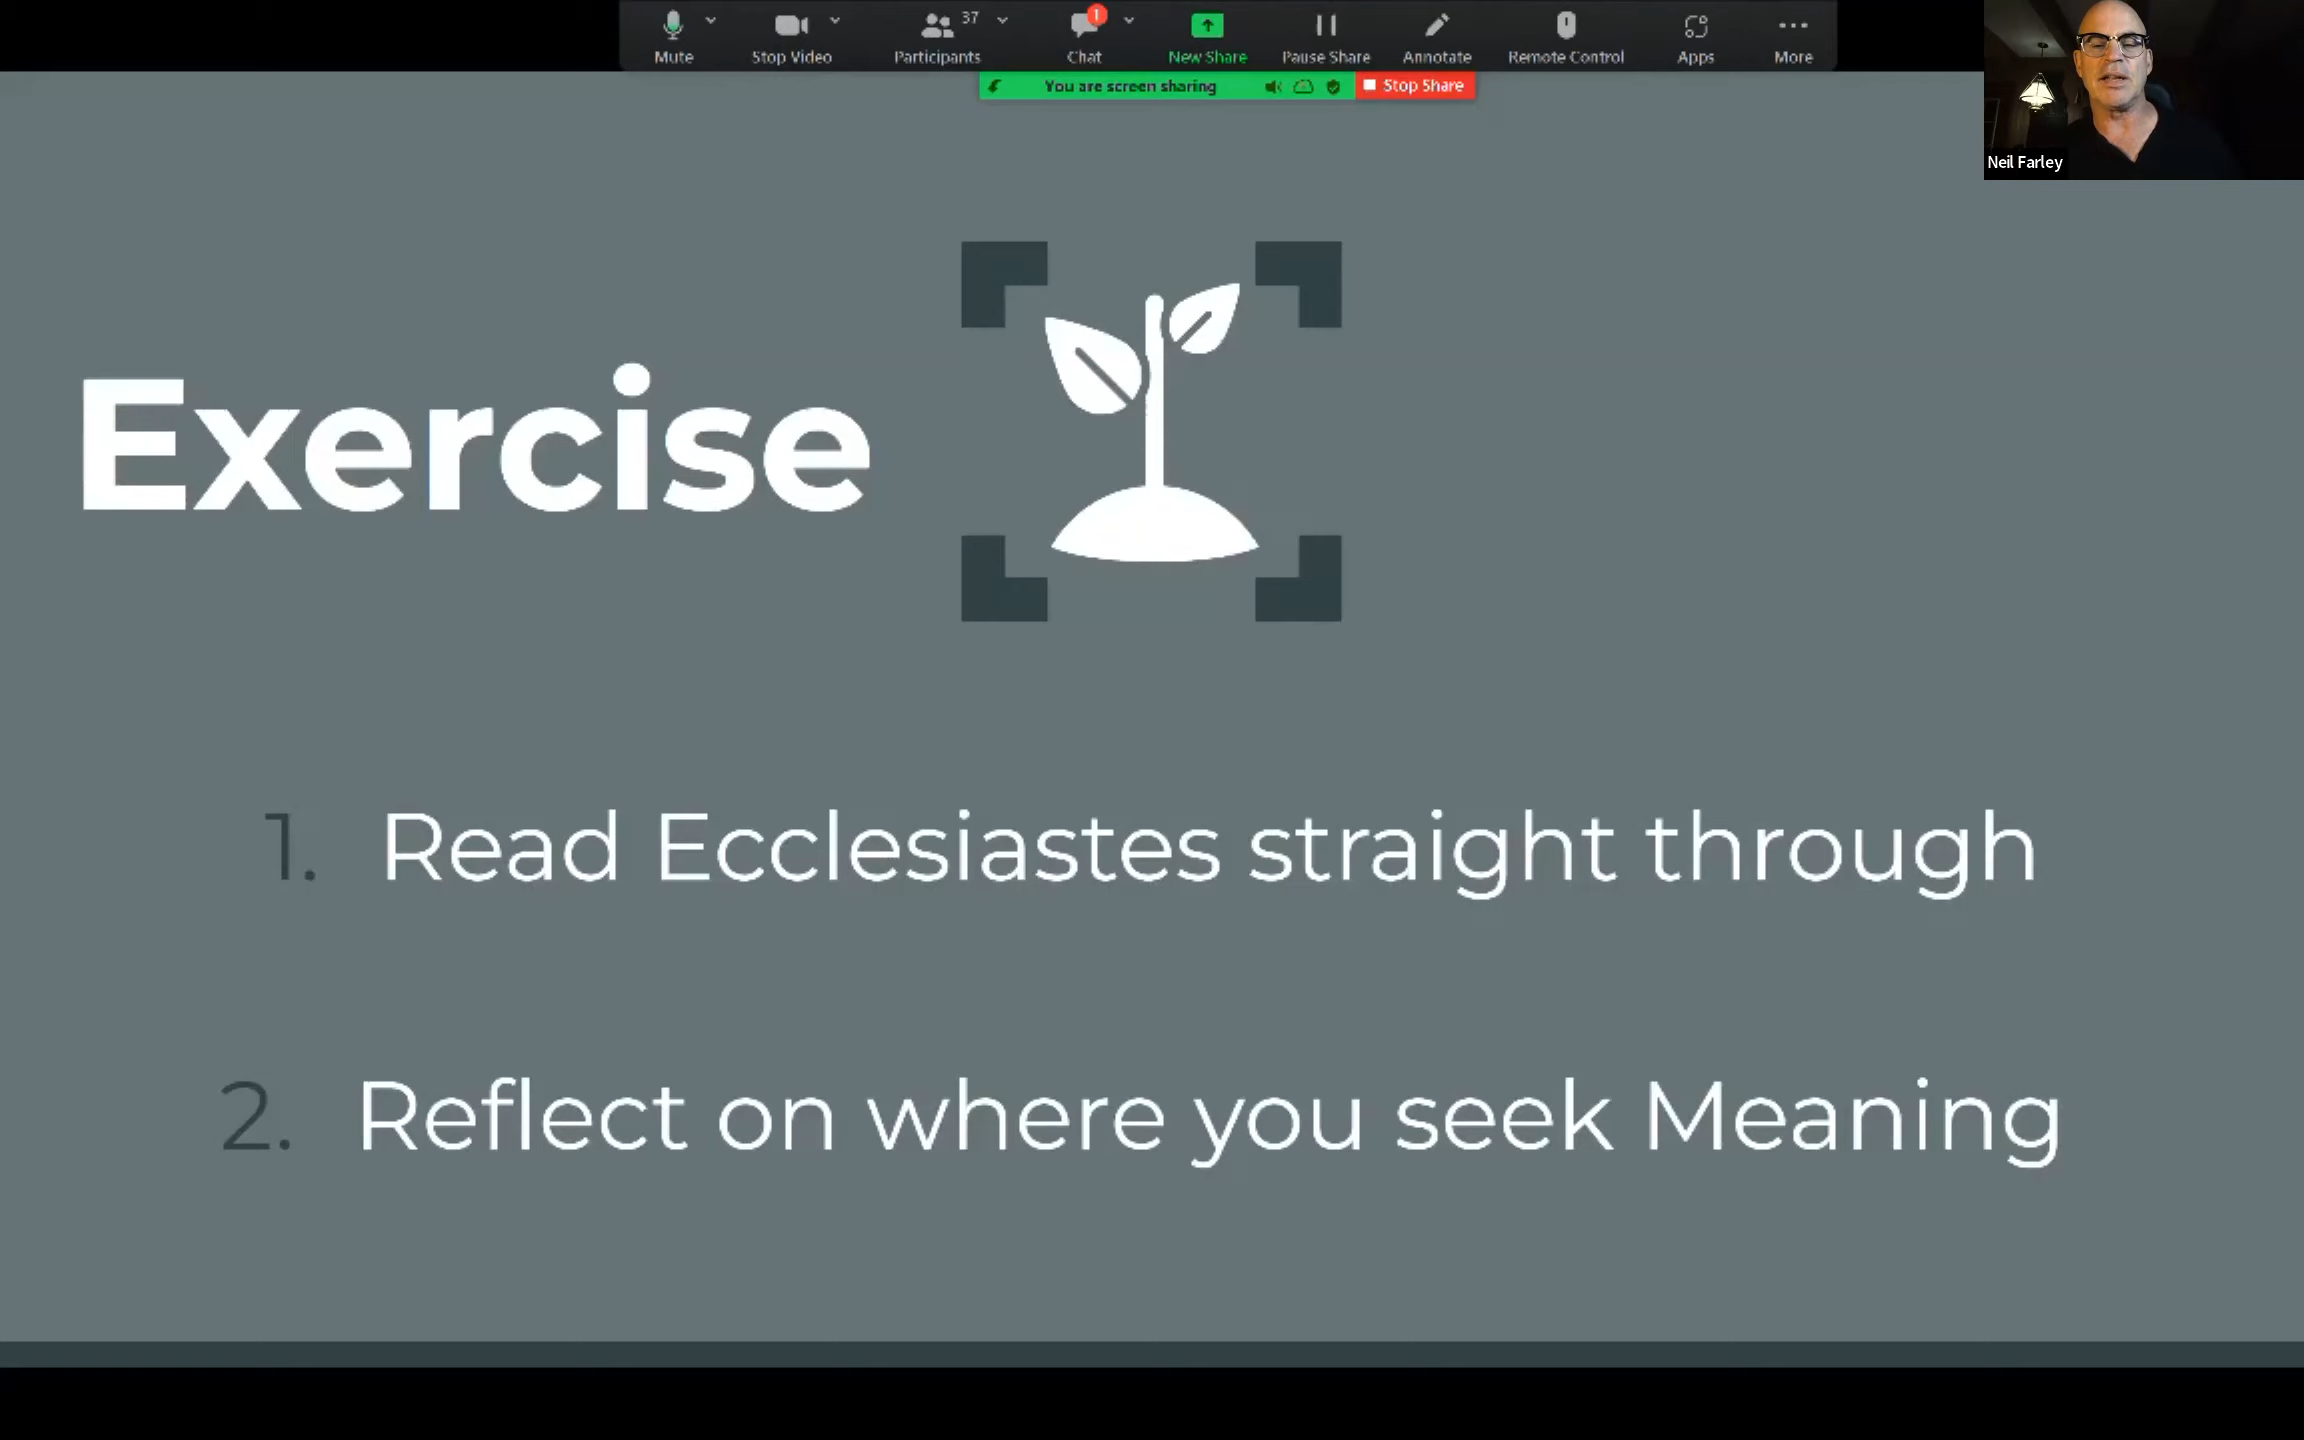 Mute
Stop Video
37
Participants
1
Chat
New Share
Pause Share
Annotate
Remote Control
Apps
More
You are screen sharing
Stop Share
Neil Farley
Exercise
1. Read Ecclesiastes straight through
2. Reflect on where you seek Meaning